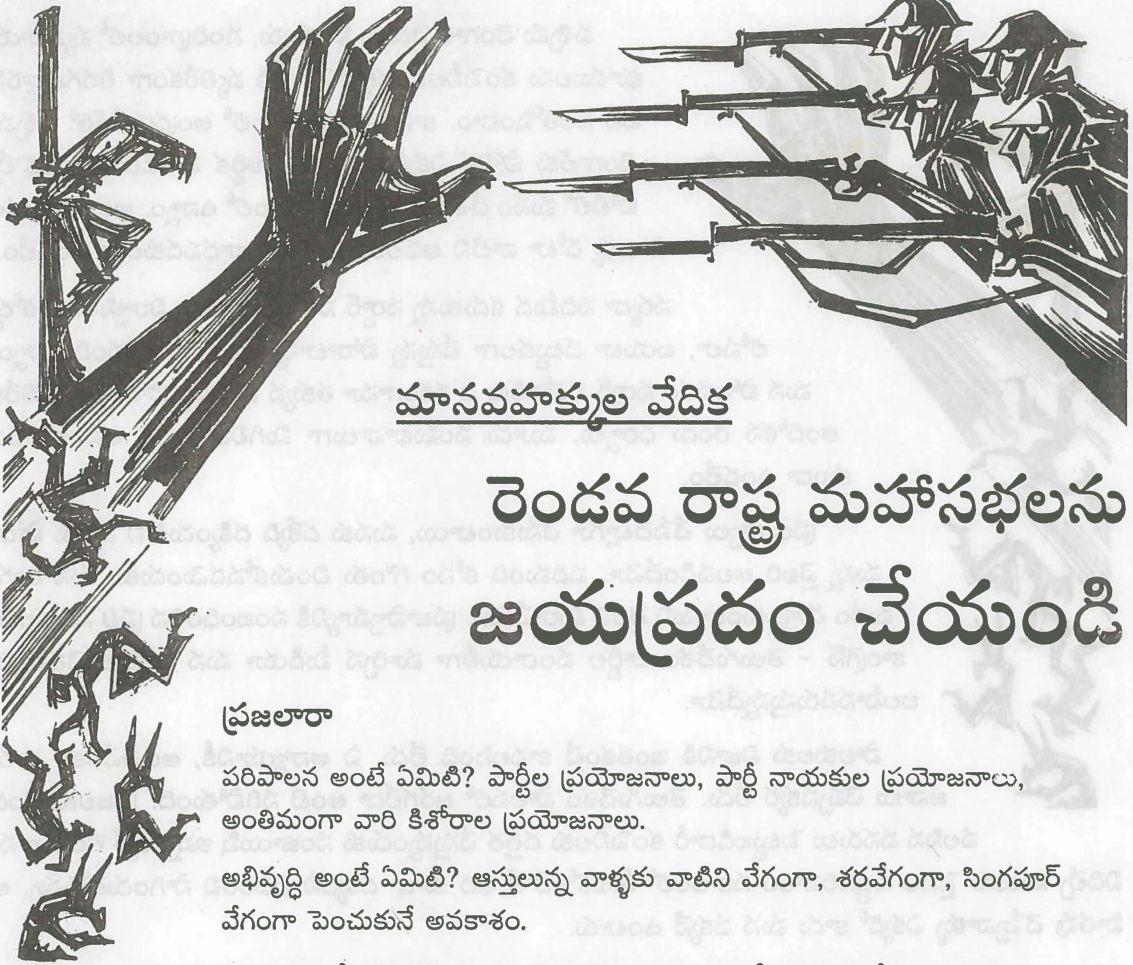 మానవహక్కుల వేదిక
రెండవ రాష్ట్ర మహాసభలను
జయప్రదం చేయండి
ప్రజలారా
పరిపాలన అంటే ఏమిటి? పార్టీల ప్రయోజనాలు, పార్టీ నాయకుల ప్రయోజనాలు,
అంతిమంగా వారి కిశోరాల ప్రయోజనాలు.
అభివృద్ధి అంటే ఏమిటి? ఆస్తులున్న వాళ్ళకు వాటిని వేగంగా, శరవేగంగా, సింగపూర్
వేగంగా పెంచుకునే అవకాశం.